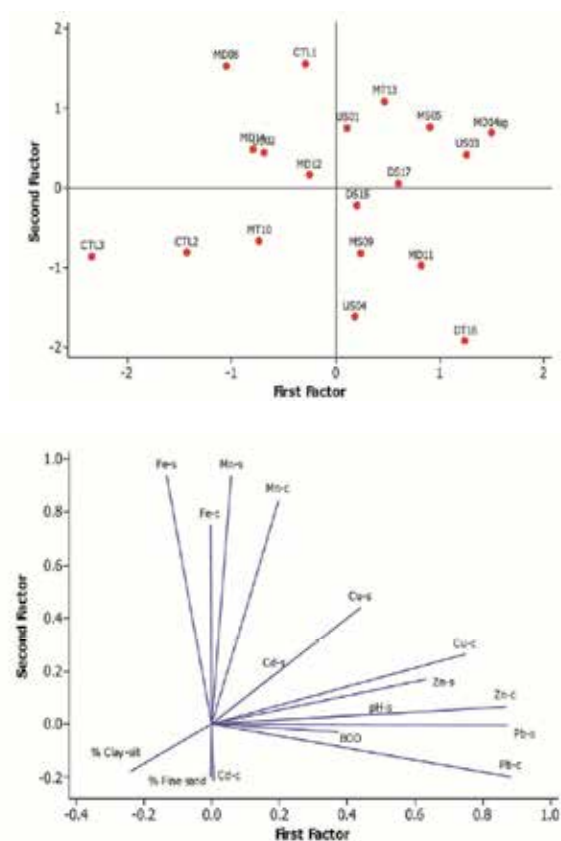 2
MD06
CTL1
MT13
1
US01
MS05
MD04sp
US03
MD14
US02
MD12
DS17
0
DS15
MT10
CTL2
CTL3
MS09
MD11
-1
US04
DT16
-2
-2
-1
0
1
2
Second Factor
First Factor
1.0
Fe-s
Mn-s
Mn-c
0.8
Fe-c
0.6
Cu-s
0.4
Cu-c
Cd-s
0.2
Zn-s
Zn-c
pH-s
0.0
Pb-s
% Clay-silt
Pb-c
% Fine sand
Cd-c
-0.2
-0.4
-0.2
0.0
0.2
0.4
0.6
0.8
1.0
Second Factor
First Factor